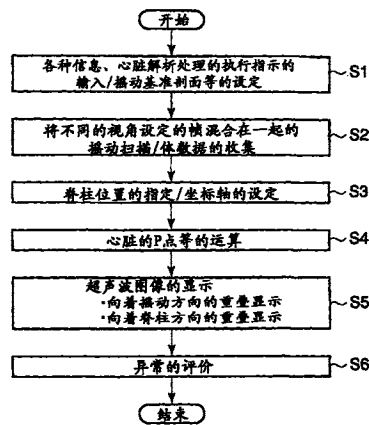 开始
各种信息、心脏解析处理的执行指示的
输入/摇动基准剖面等的设定
S1
将不同的视角设定的帧混合在一起的
摇动扫描/体数据的收集
S2
脊柱位置的指定/坐标轴的设定
S3
心脏的P点等的运算
S4
超声波图像的显示
·向着摇动方向的重叠显示
·向着脊柱方向的重叠显示
S5
异常的评价
S6
结束